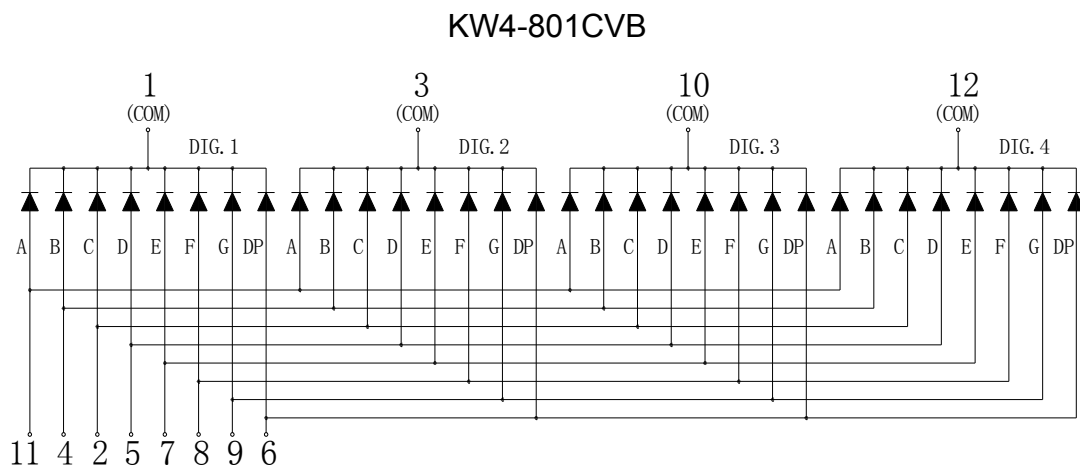 KW4-801CVB
1 3 10 12
(COM) (COM) (COM) (COM)
DIG.1 DIG.2 DIG.3 DIG.4
A B C D E F G DP A B C D E F G DP A B C D E F G DP A B C D E F G DP
11 4 2 5 7 8 9 6